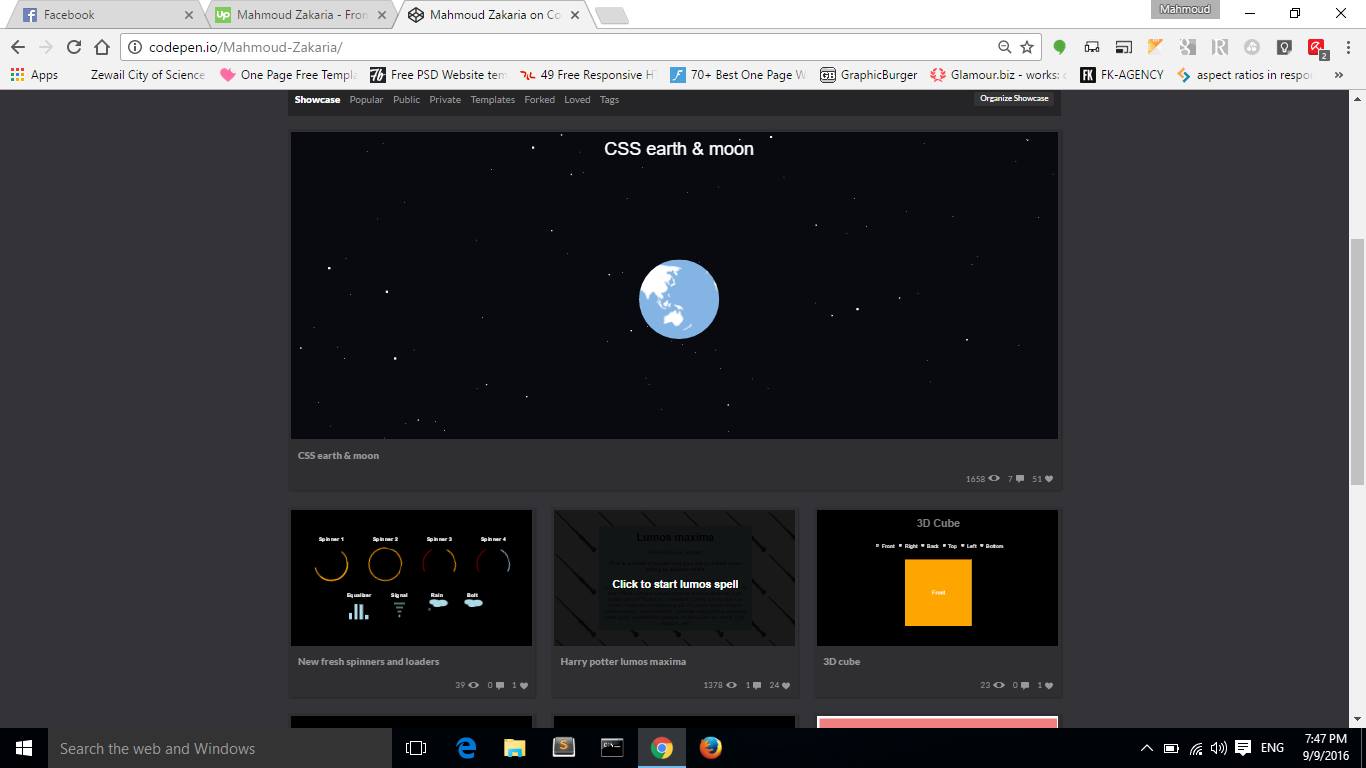 Facebook
Mahmoud Zakaria - Fron
Mahmoud Zakaria on Co
Mahmoud
codepen.io/Mahmoud-Zakaria/
2
Apps
Zewail City of Science
One Page Free Templa
Free PSD Website tem
49 Free Responsive H
70+ Best One Page W
GraphicBurger
Glamour.biz - works: c
FK-AGENCY
aspect ratios in respo
»
Showcase Popular Public Private Templates Forked Loved Tags
Organize Showcase
CSS earth & moon
CSS earth & moon
1658 7 51
Spinner 1 Spinner 2 Spinner 3 Spinner 4
Equalizer Signal Rain Bolt
New fresh spinners and loaders
39 0 1
Lumos maxima
Click to start lumos spell
Harry potter lumos maxima
1378 1 24
3D Cube
Front Right Back Top Left Bottom
Front
3D cube
23 0 1
Search the web and Windows
ENG
7:47 PM
9/9/2016